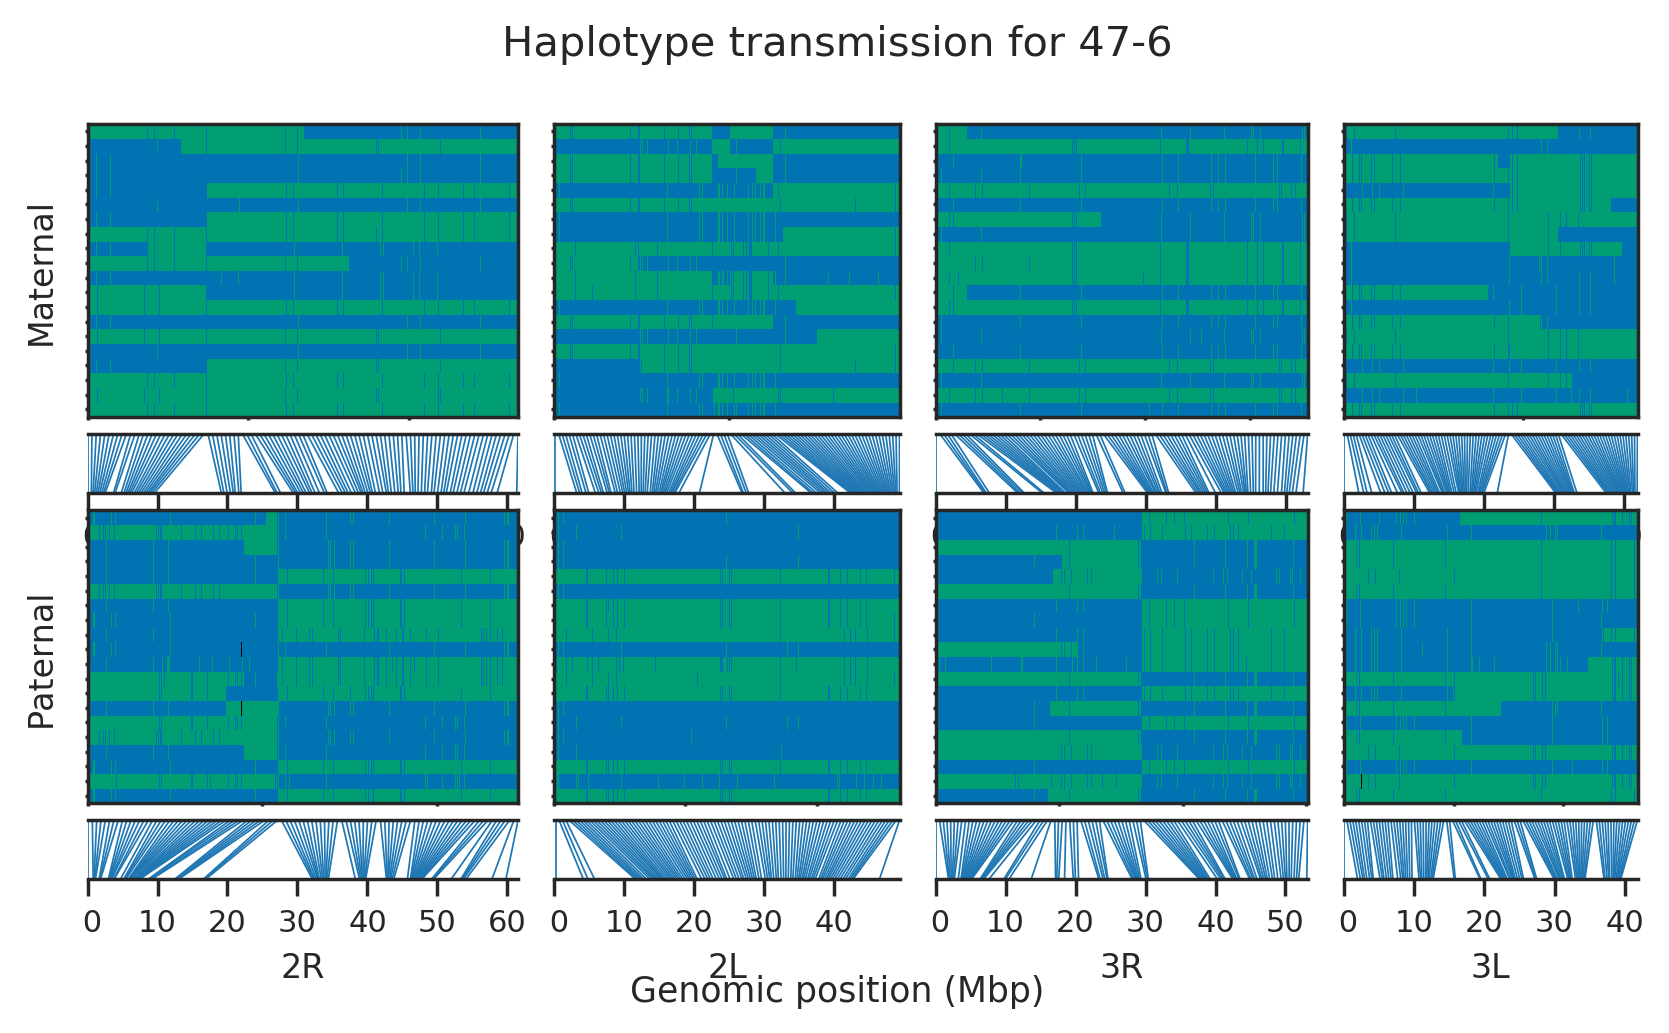 Haplotype transmission for 47-6
Maternal
Paternal
0 10 20 30 40 50 60
0 10 20 30 40
0 10 20 30 40 50
0 10 20 30 40
2R
2L
3R
3L
Genomic position (Mbp)